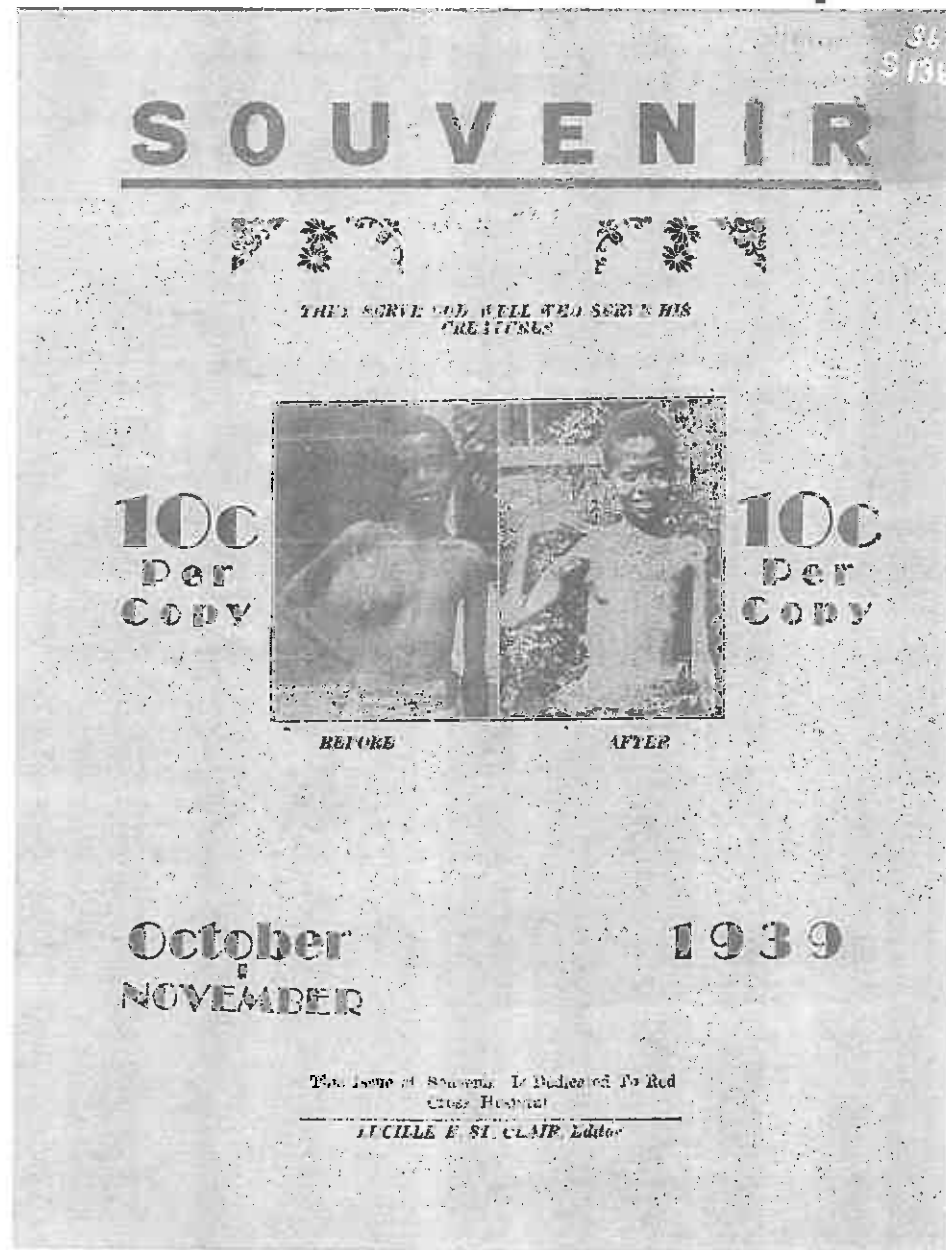 SOUVENIR
THEY SERVE GOD WELL WHO SERVE HIS
CREATURES
10c
Per
Copy
10c
Per
Copy
BEFORE
AFTER
October
NOVEMBER
1939
This Issue of Souvenir Is Dedicated To Red
Cross Hospital
LUCILLE E. ST. CLAIR, Editor